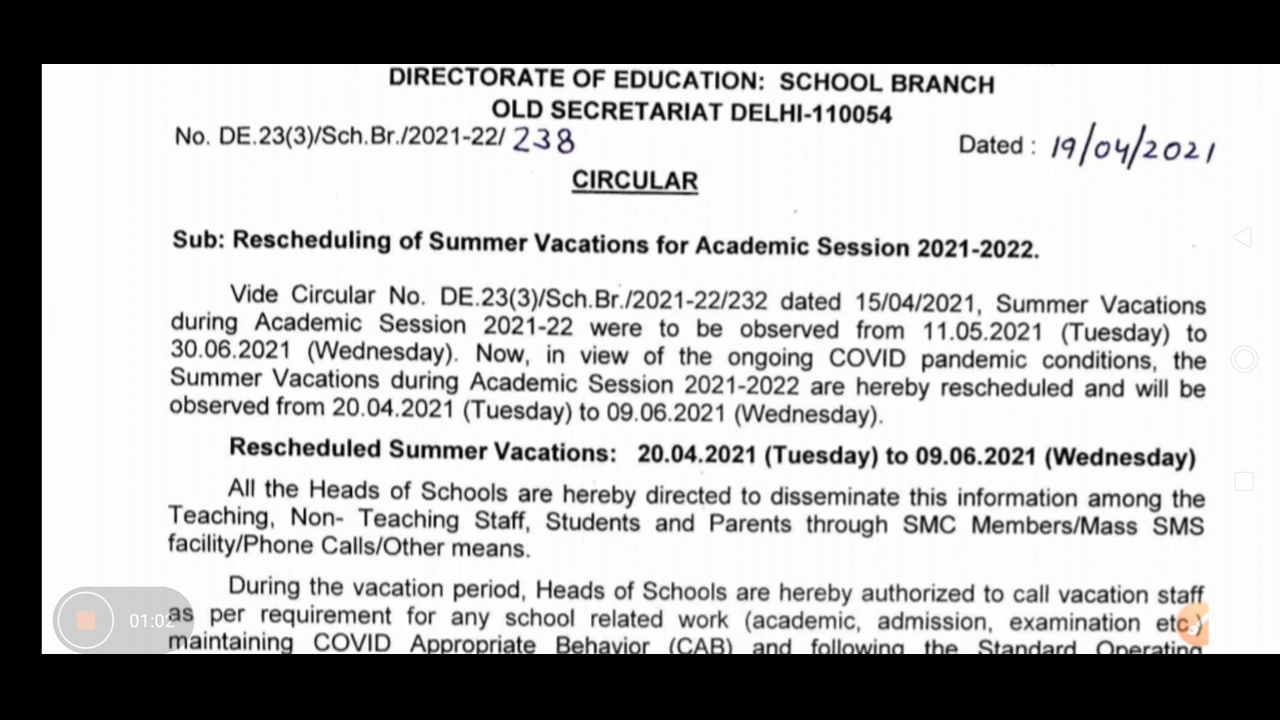 DIRECTORATE OF EDUCATION: SCHOOL BRANCH
OLD SECRETARIAT DELHI-110054
No. DE.23(3)/Sch.Br./2021-22/ 238
Dated : 19/04/2021
CIRCULAR
Sub: Rescheduling of Summer Vacations for Academic Session 2021-2022.
Vide Circular No. DE.23(3)/Sch.Br./2021-22/232 dated 15/04/2021, Summer Vacations
during Academic Session 2021-22 were to be observed from 11.05.2021 (Tuesday) to
30.06.2021 (Wednesday). Now, in view of the ongoing COVID pandemic conditions, the
Summer Vacations during Academic Session 2021-2022 are hereby rescheduled and will be
observed from 20.04.2021 (Tuesday) to 09.06.2021 (Wednesday).
Rescheduled Summer Vacations: 20.04.2021 (Tuesday) to 09.06.2021 (Wednesday)
All the Heads of Schools are hereby directed to disseminate this information among the
Teaching, Non- Teaching Staff, Students and Parents through SMC Members/Mass SMS
facility/Phone Calls/Other means.
During the vacation period, Heads of Schools are hereby authorized to call vacation staff
as per requirement for any school related work (academic, admission, examination etc.)
maintaining COVID Appropriate Behavior (CAB) and following the Standard Operating
01:02